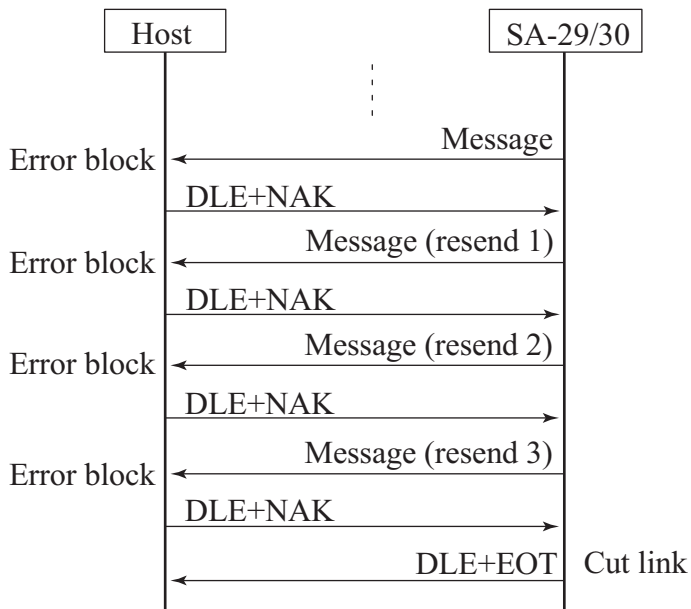 Host
SA-29/30
Message
Error block
DLE+NAK
Message (resend 1)
Error block
DLE+NAK
Message (resend 2)
Error block
DLE+NAK
Message (resend 3)
Error block
DLE+NAK
DLE+EOT
Cut link